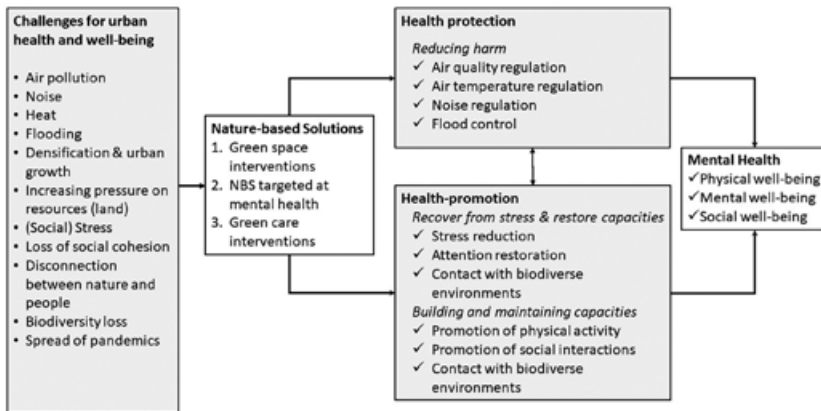 Challenges for urban
health and well-being
• Air pollution
• Noise
• Heat
• Flooding
• Densification & urban
growth
• Increasing pressure on
resources (land)
• (Social) Stress
• Loss of social cohesion
• Disconnection
between nature and
people
• Biodiversity loss
• Spread of pandemics
Nature-based Solutions
1. Green space
interventions
2. NBS targeted at
mental health
3. Green care
interventions
Health protection
Reducing harm
✓ Air quality regulation
✓ Air temperature regulation
✓ Noise regulation
✓ Flood control
Health-promotion
Recover from stress & restore capacities
✓ Stress reduction
✓ Attention restoration
✓ Contact with biodiverse
environments
Building and maintaining capacities
✓ Promotion of physical activity
✓ Promotion of social interactions
✓ Contact with biodiverse
environments
Mental Health
✓Physical well-being
✓Mental well-being
✓Social well-being